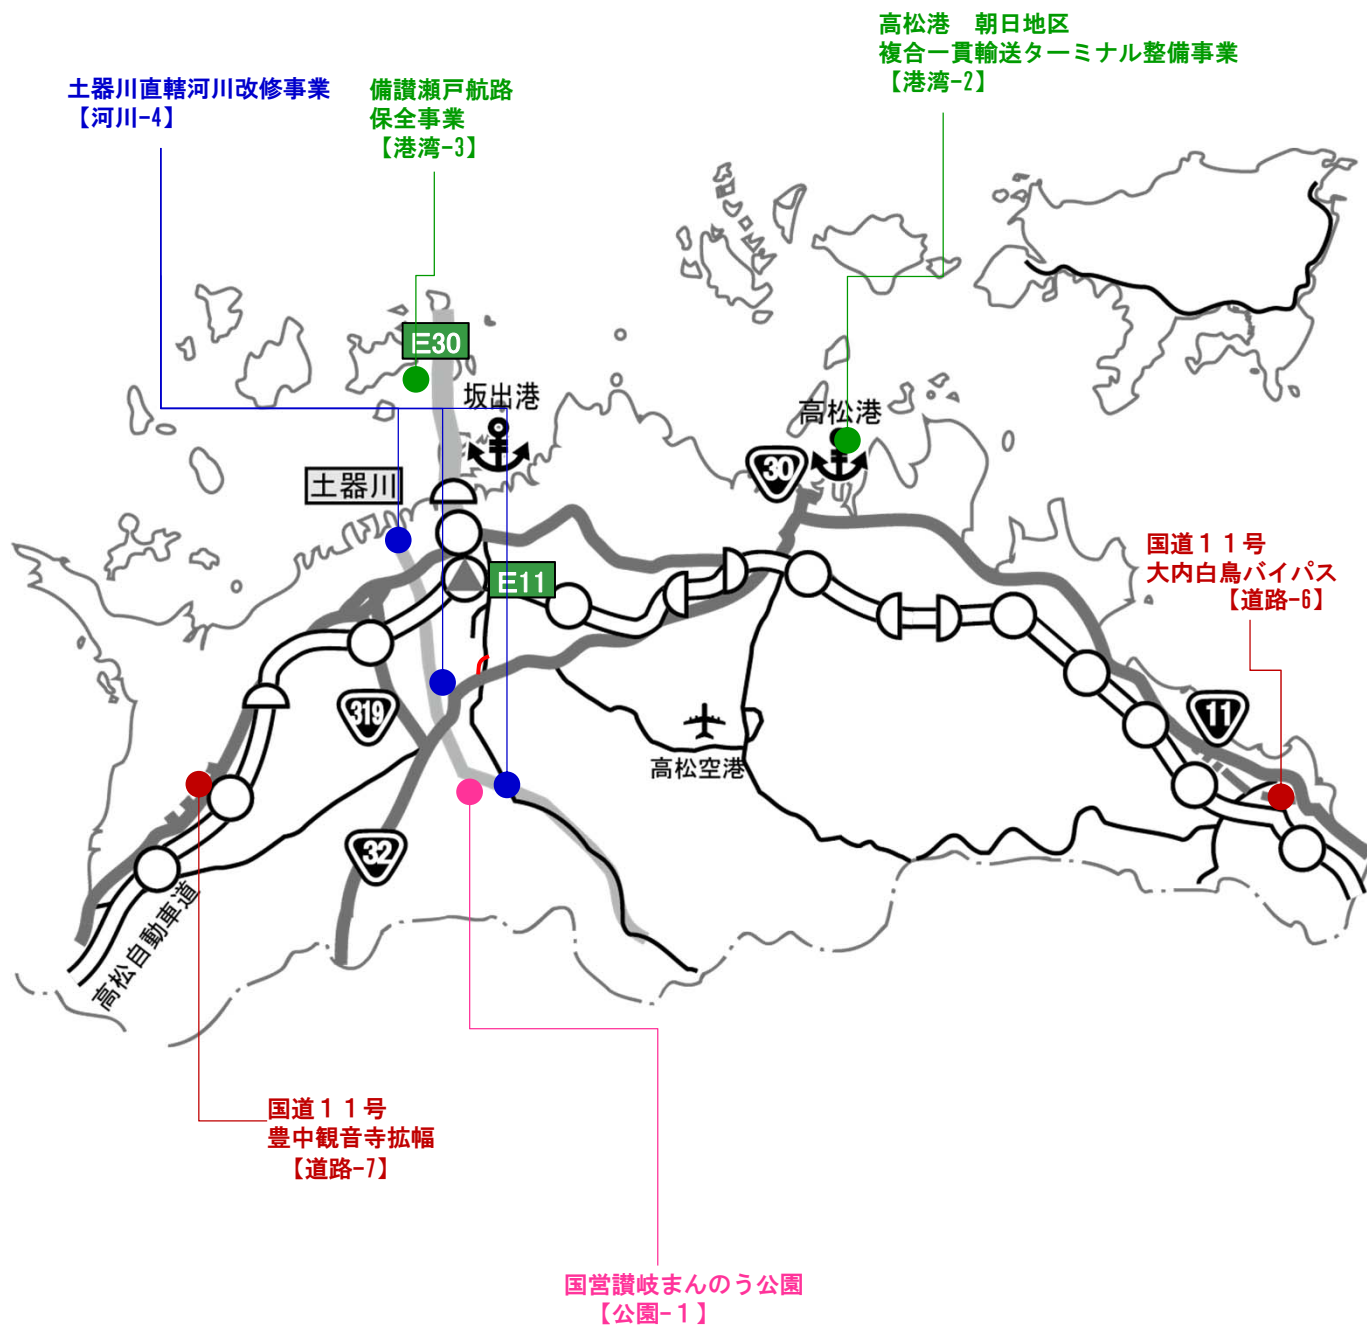 高松港　朝日地区
複合一貫輸送ターミナル整備事業
【港湾-2】
土器川直轄河川改修事業
【河川-4】
備讃瀬戸航路
保全事業
【港湾-3】
E30
坂出港
高松港
30
土器川
国道１１号
大内白鳥バイパス
【道路-6】
E11
319
11
高松空港
32
高松自動車道
国道１１号
豊中観音寺拡幅
【道路-7】
国営讃岐まんのう公園
【公園-１】